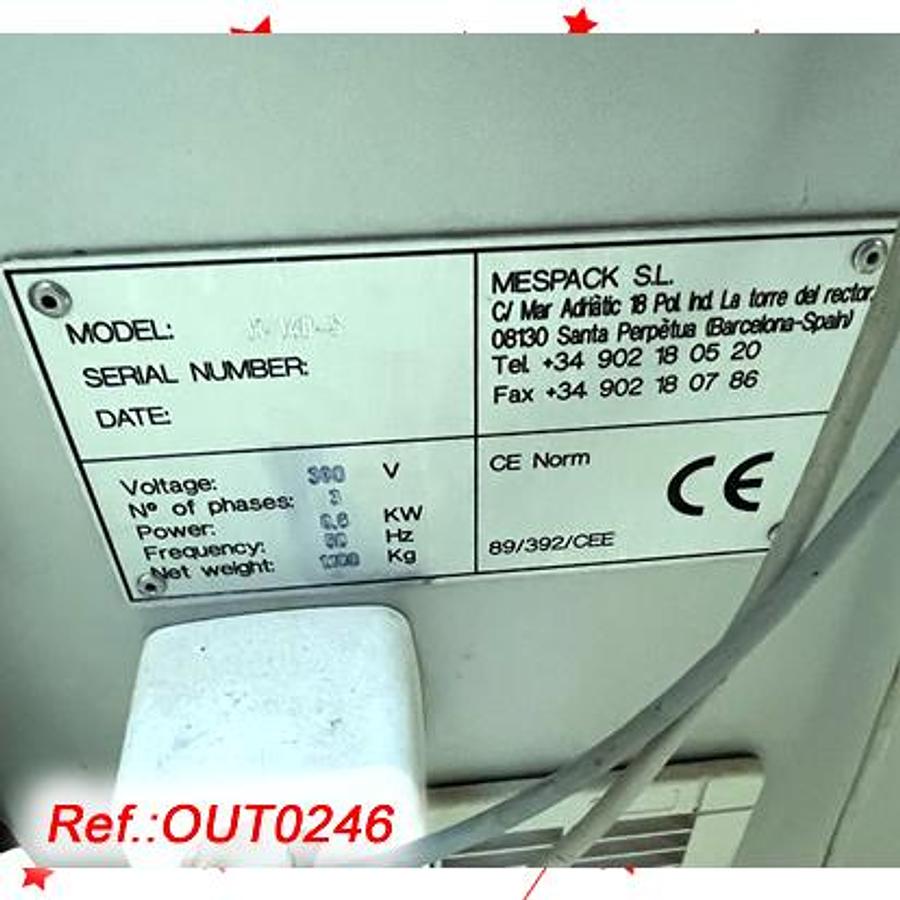 MODEL:
SERIAL NUMBER:
DATE:
MESPACK S.L.
C/ Mar Adriàtic 18 Pol. Ind. La torre del rector,
08130 Santa Perpètua (Barcelona-Spain)
Tel. +34 902 18 05 20
Fax +34 902 18 07 86
Voltage: V
Nº of phases: 3
Power: KW
Frequency: Hz
Net weight: Kg
CE Norm
CE
89/392/CEE
Ref.:OUT0246